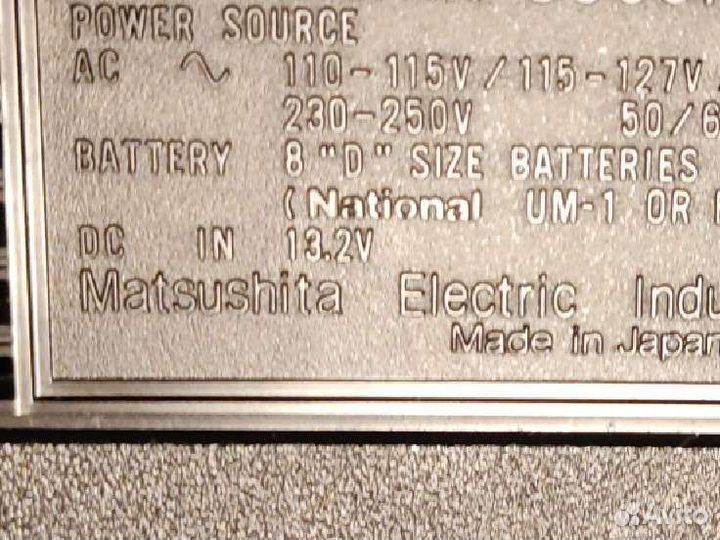 POWER SOURCE
AC ∿ 110-115V/115-127V
230-250V 50/6
BATTERY 8 "D" SIZE BATTERIES
(National UM-1 OR
DC IN 13.2V
Matsushita Electric Indu
Made in Japan
Avito